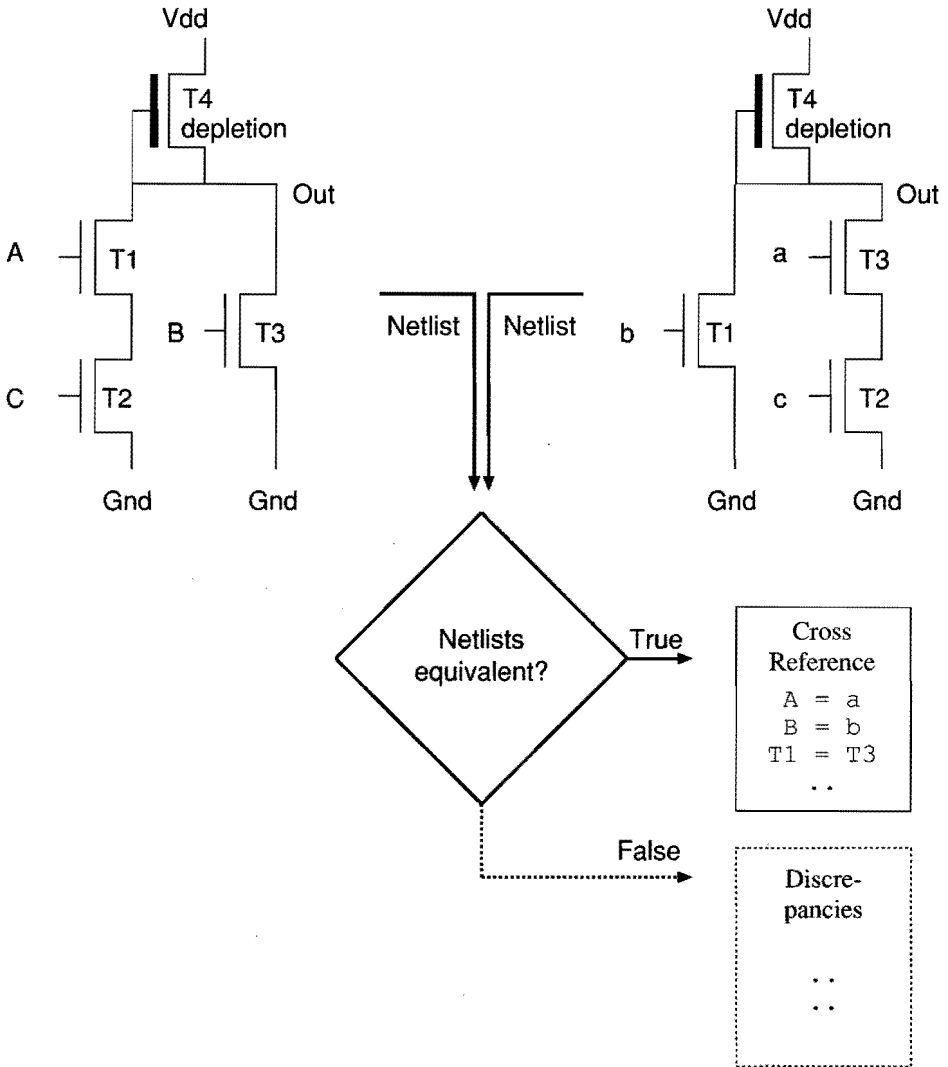 Vdd
T4
depletion
Out
A
T1
B
T3
C
T2
Gnd
Gnd
Vdd
T4
depletion
Out
a
T3
b
T1
c
T2
Gnd
Gnd
Netlist
Netlist
Netlists
equivalent?
True
Cross
Reference
A = a
B = b
T1 = T3
..
False
Discre-
pancies
..
..